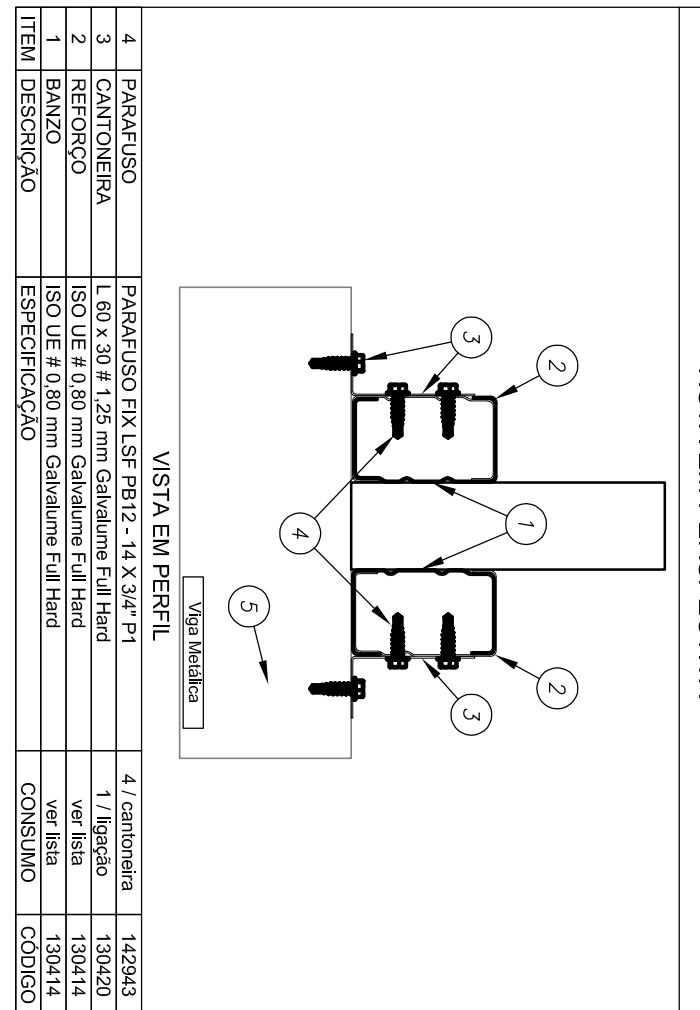 2
3
1
4
2
3
5
Viga Metálica
VISTA EM PERFIL
4 PARAFUSO PARAFUSO FIX LSF PB12 - 14 X 3/4" P1 4 / cantoneira 142943
3 CANTONEIRA L 60 x 30 # 1,25 mm Galvalume Full Hard 1 / ligação 130420
2 REFORÇO ISO UE # 0,80 mm Galvalume Full Hard ver lista 130414
1 BANZO ISO UE # 0,80 mm Galvalume Full Hard ver lista 130414
ITEM DESCRIÇÃO ESPECIFICAÇÃO CONSUMO CÓDIGO